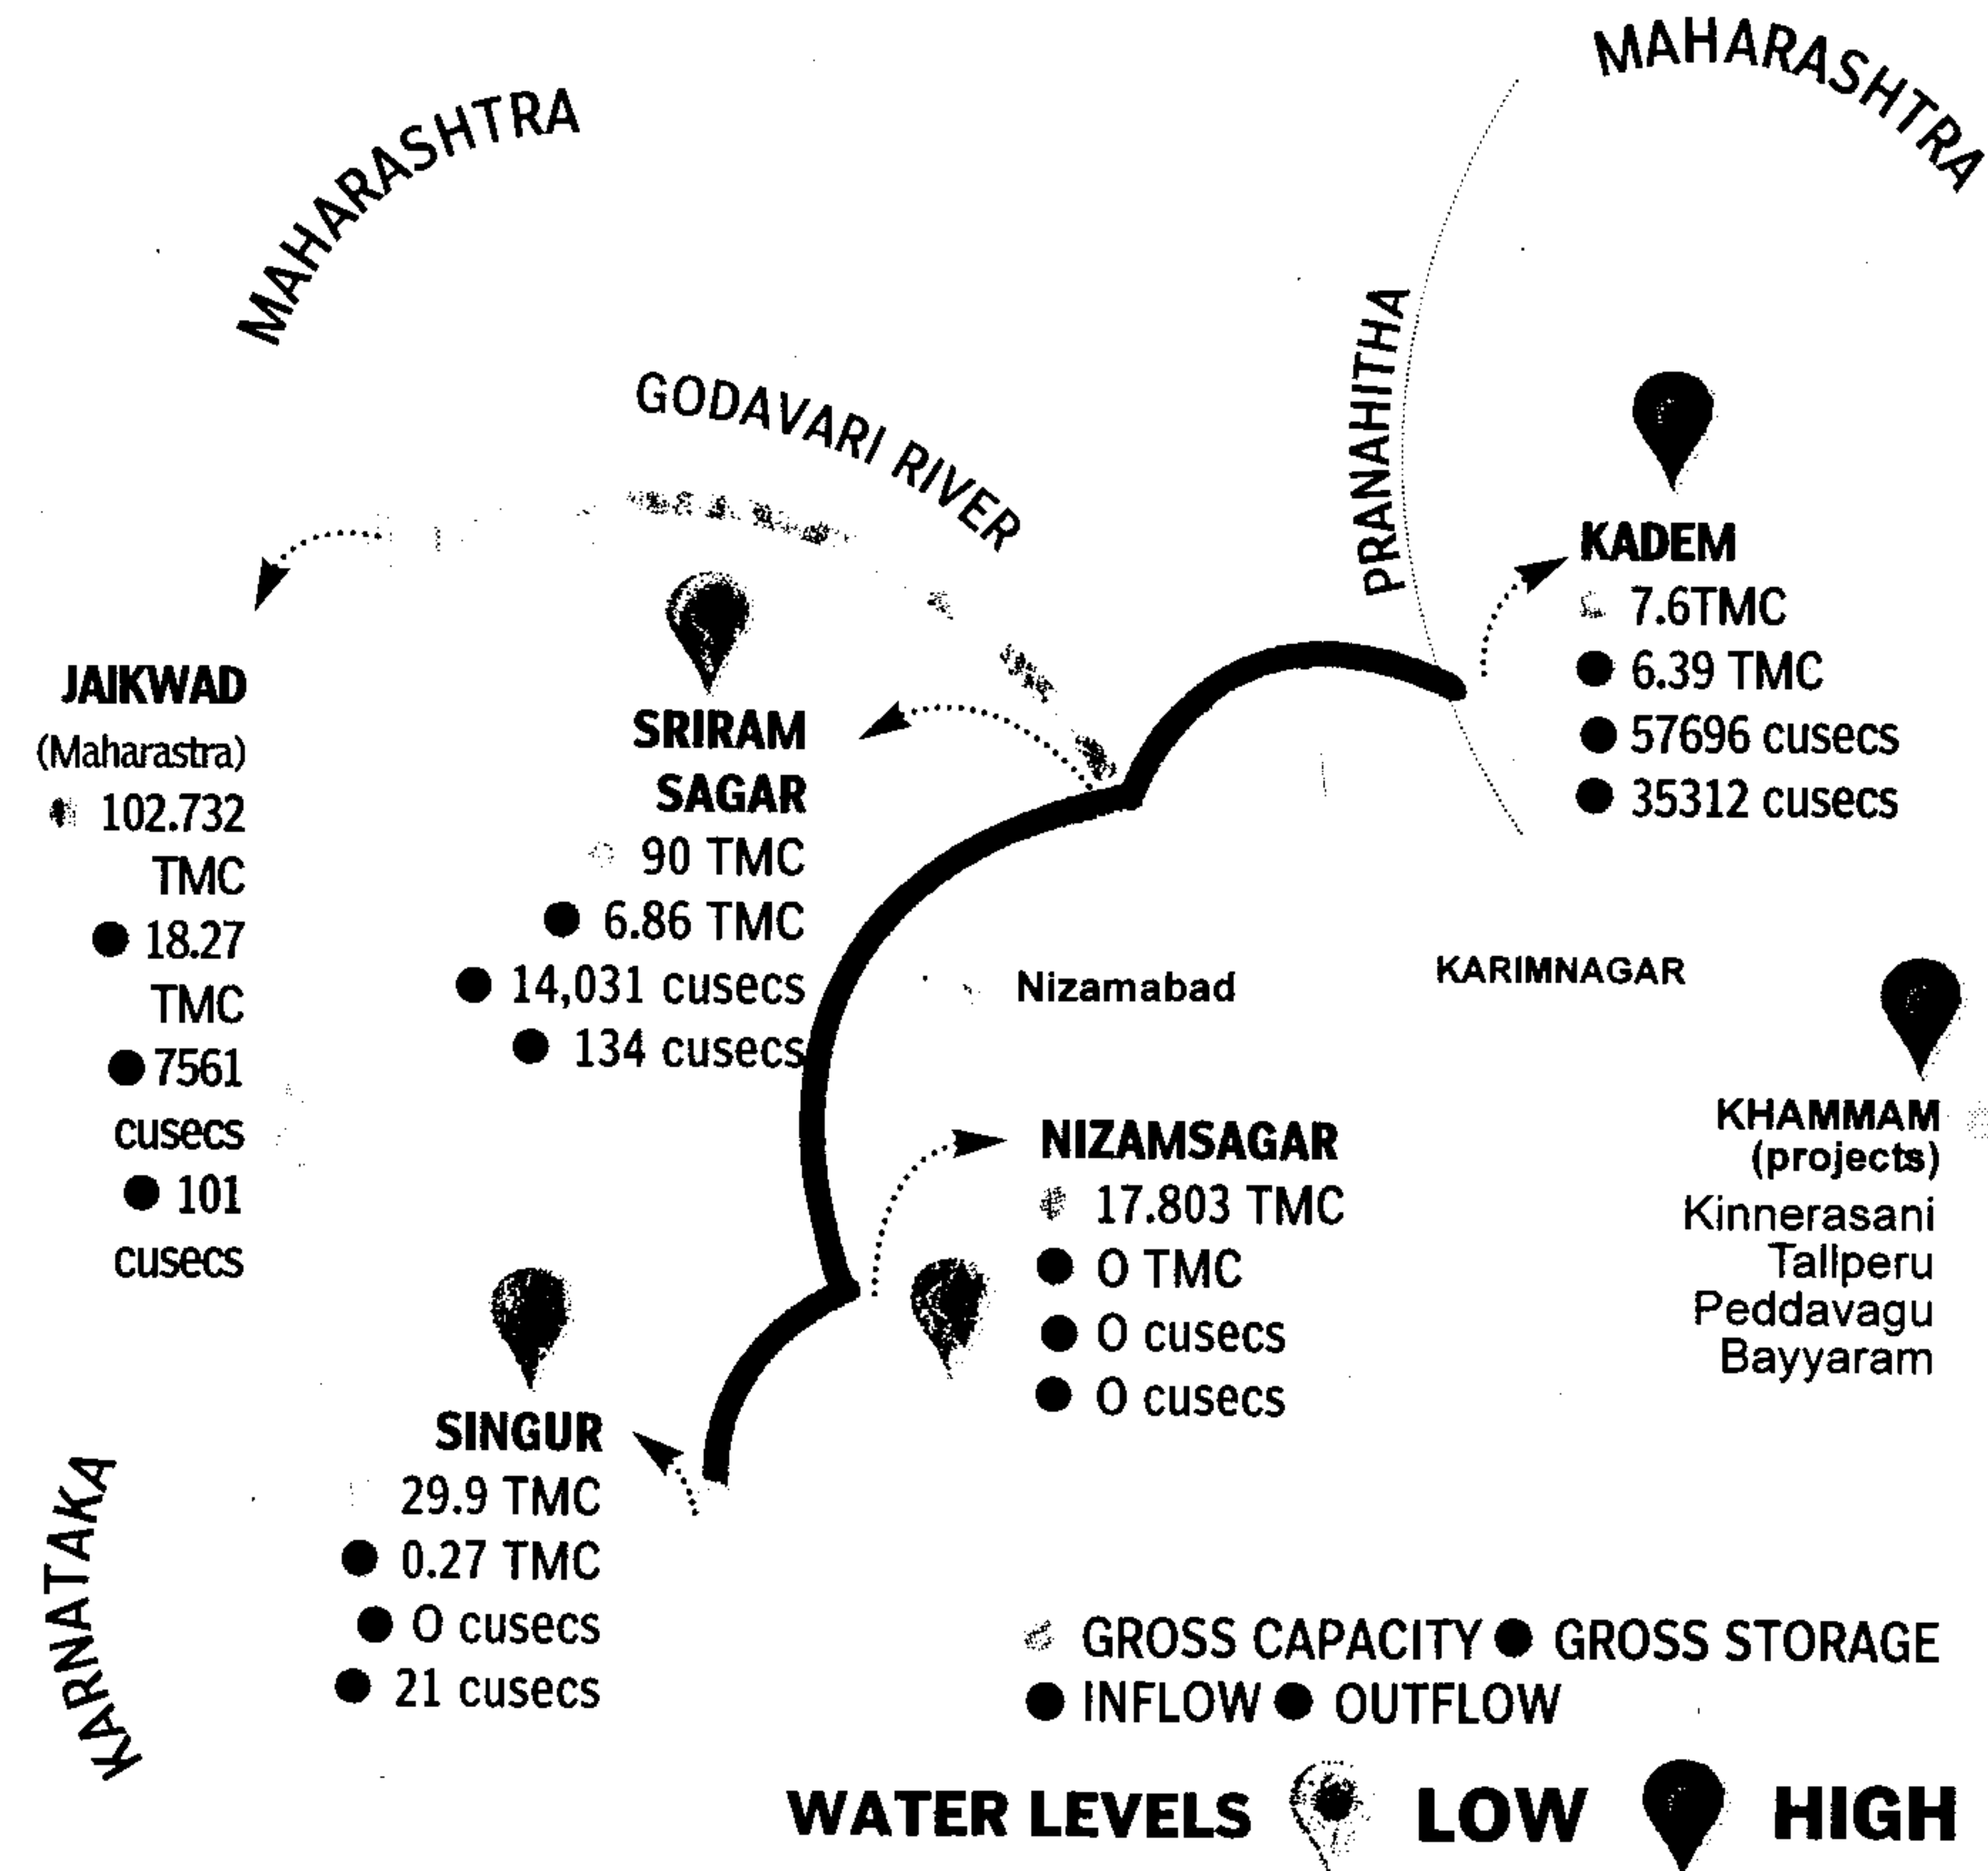 MAHARASHTRA
MAHARASHTRA
GODAVARI RIVER
PRANAHITHA
KADEM
7.6TMC
6.39 TMC
57696 cusecs
35312 cusecs
JAIKWAD
(Maharastra)
102.732
TMC
18.27
TMC
7561
cusecs
101
cusecs
SRIRAM
SAGAR
90 TMC
6.86 TMC
14,031 cusecs
134 cusecs
Nizamabad
KARIMNAGAR
KHAMMAM
(projects)
Kinnerasani
Tallperu
Peddavagu
Bayyaram
NIZAMSAGAR
17.803 TMC
0 TMC
0 cusecs
0 cusecs
SINGUR
29.9 TMC
0.27 TMC
0 cusecs
21 cusecs
KARNATAKA
GROSS CAPACITY GROSS STORAGE
INFLOW OUTFLOW
WATER LEVELS LOW HIGH